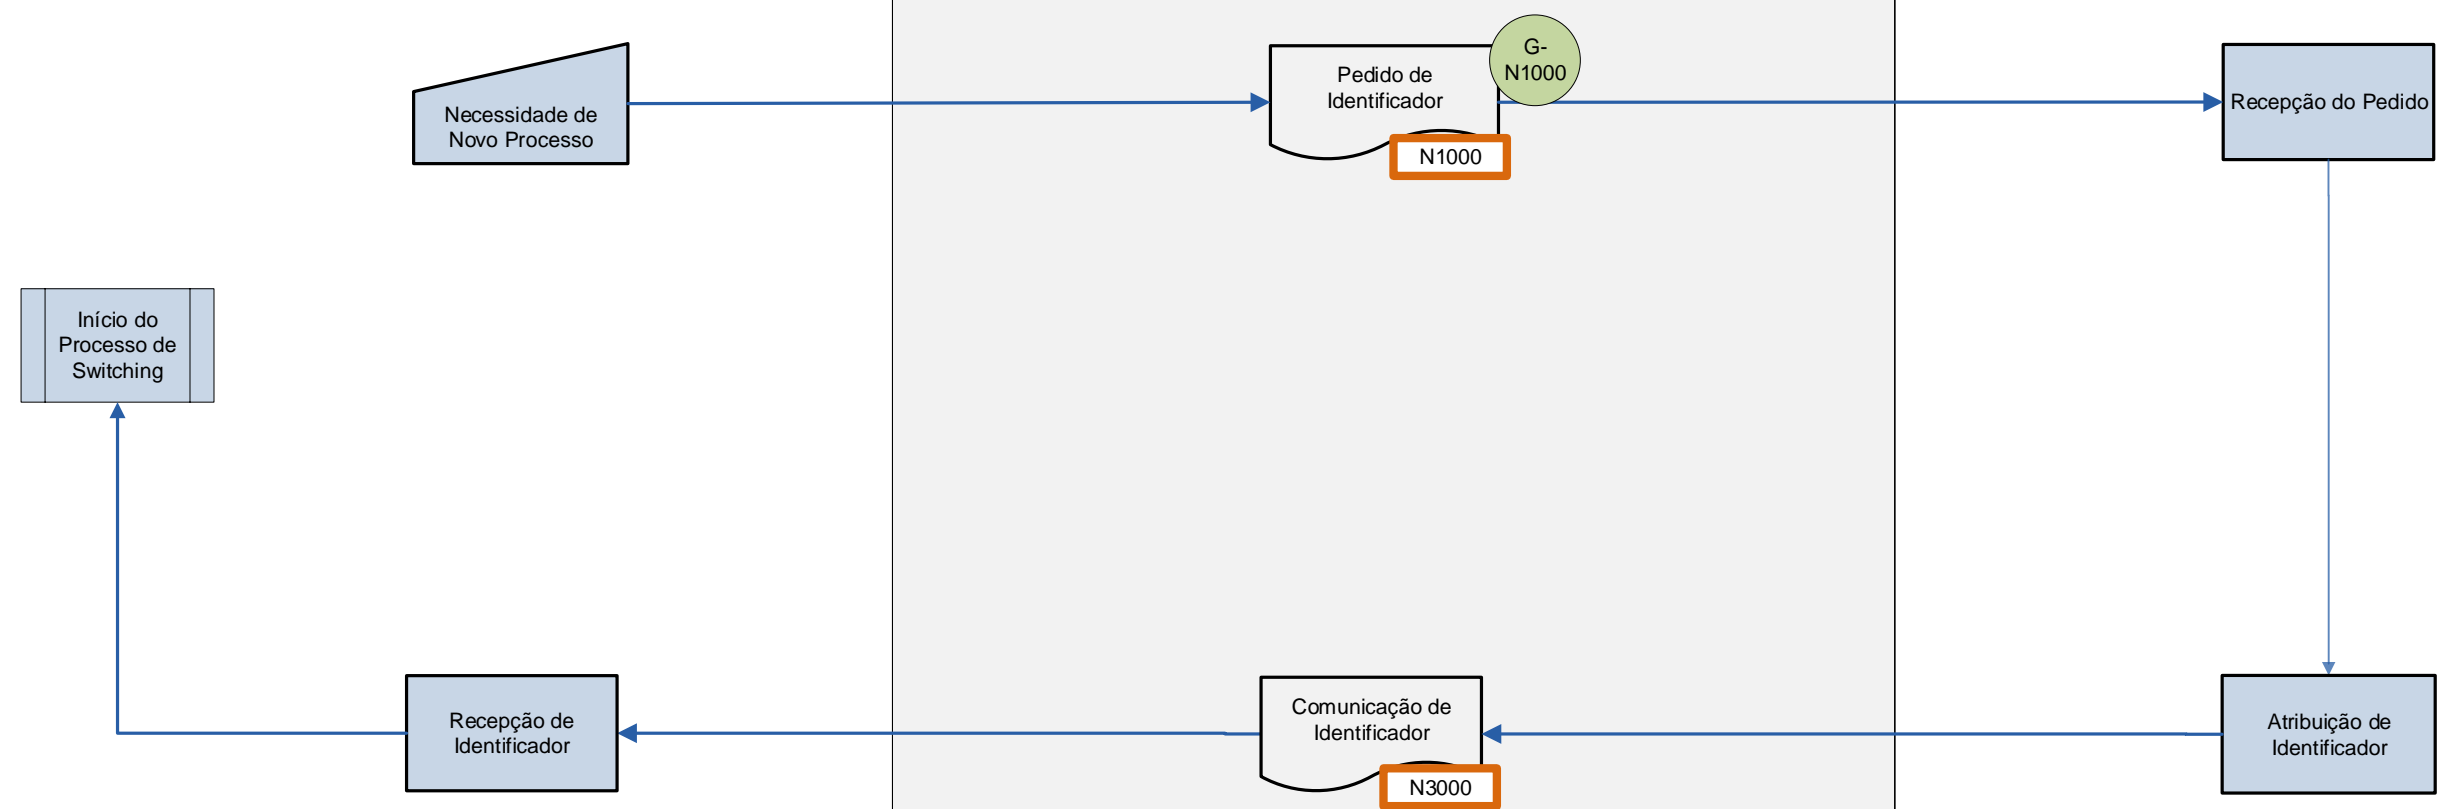 Necessidade de
Novo Processo
Pedido de
Identificador
G-
N1000
N1000
Recepção do Pedido
Início do
Processo de
Switching
Recepção de
Identificador
Comunicação de
Identificador
N3000
Atribuição de
Identificador